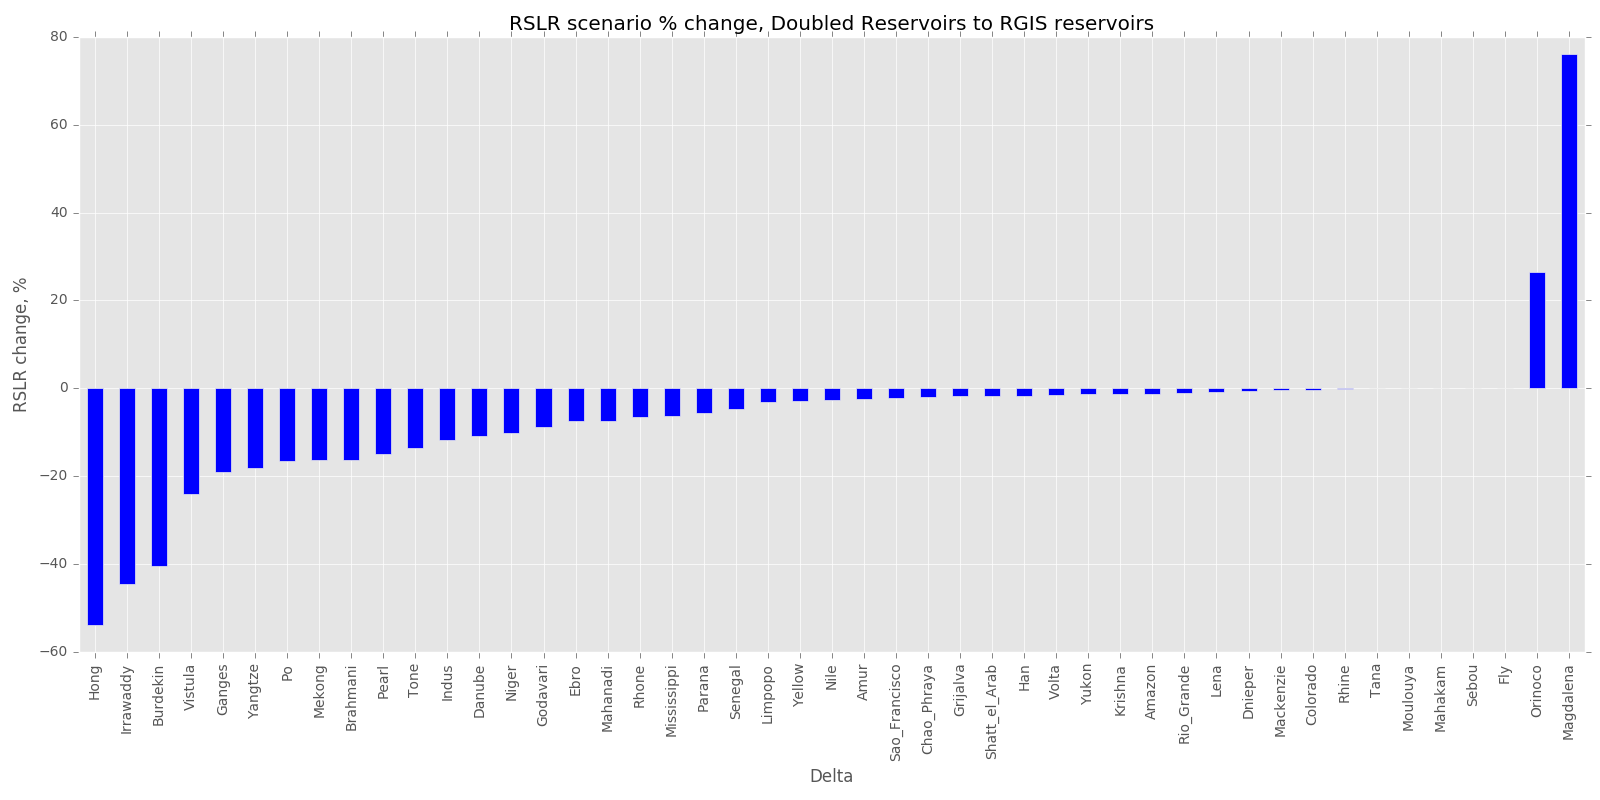 RSLR scenario % change, Doubled Reservoirs to RGIS reservoirs
80
60
40
20
0
−20
−40
−60
RSLR change, %
Hong
Irrawaddy
Burdekin
Vistula
Ganges
Yangtze
Po
Mekong
Brahmani
Pearl
Tone
Indus
Danube
Niger
Godavari
Ebro
Mahanadi
Rhone
Mississippi
Parana
Senegal
Limpopo
Yellow
Nile
Amur
Sao_Francisco
Chao_Phraya
Grijalva
Shatt_el_Arab
Han
Volta
Yukon
Krishna
Amazon
Rio_Grande
Lena
Dnieper
Mackenzie
Colorado
Rhine
Tana
Moulouya
Mahakam
Sebou
Fly
Orinoco
Magdalena
Delta